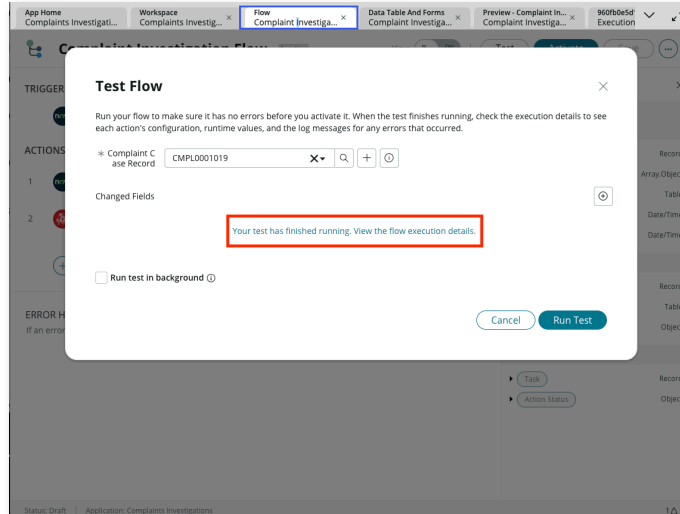 App Home
Complaints Investigati...
Workspace
Complaints Investig...
Flow
Complaint Investiga...
Data Table And Forms
Complaint Investiga...
Preview - Complaint In...
Complaint Investiga...
960fb0e5d
Execution
Complaint Investigation Flow
Test
Activate
Save
TRIGGER
ACTIONS
1
2
ERROR H
If an error
Test Flow
Run your flow to make sure it has no errors before you activate it. When the test finishes running, check the execution details to see
each action's configuration, runtime values, and the log messages for any errors that occurred.
Complaint C
ase Record
CMPL0001019
Changed Fields
Your test has finished running. View the flow execution details.
Run test in background
Cancel
Run Test
Record
Array.Objec
Table
Date/Time
Date/Time
Record
Table
Objec
Task
Record
Action Status
Objec
Status: Draft
Application: Complaints Investigations
1